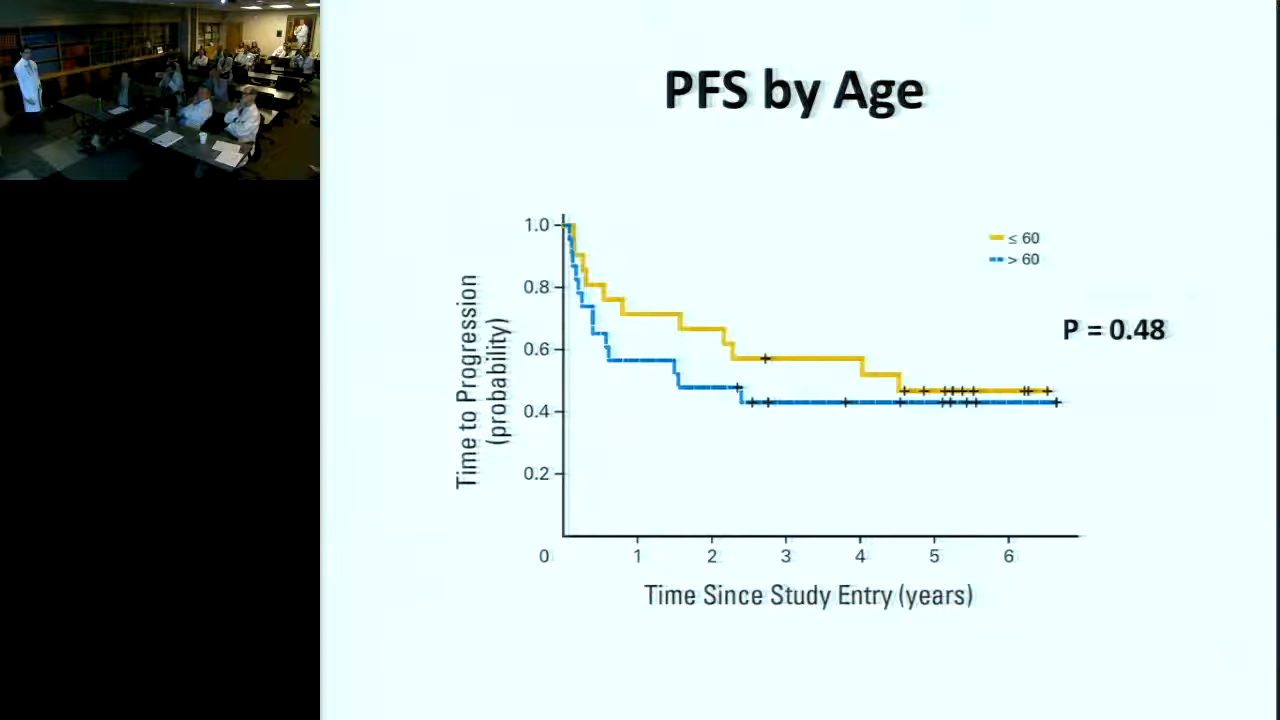 PFS by Age
1.0
0.8
0.6
0.4
0.2
0
1 2 3 4 5 6
Time to Progression
(probability)
Time Since Study Entry (years)
≤ 60
> 60
P = 0.48